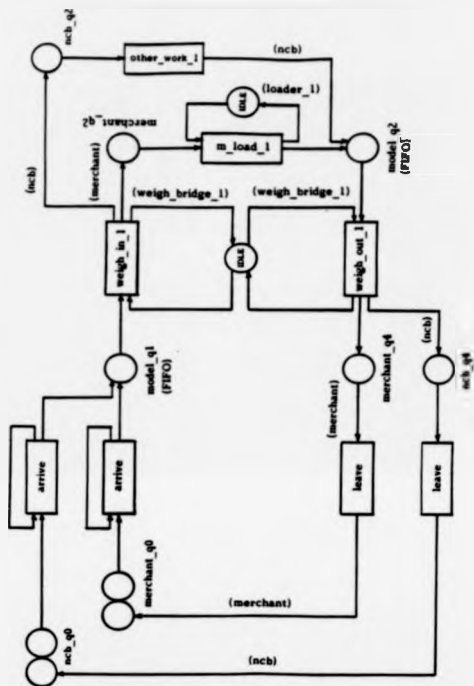 ncb_q2
other_work_1
(ncb)
(ncb)
(merchant)
merchant_q2
IDLE
(loader_1)
m_load_1
model_q2
(FIFO)
(weigh_bridge_1)
(weigh_bridge_1)
weigh_in_1
IDLE
weigh_out_1
model_q1
(FIFO)
(ncb)
merchant_q4
ncb_q4
(merchant)
arrive
arrive
leave
leave
merchant_q0
(merchant)
ncb_q0
(ncb)